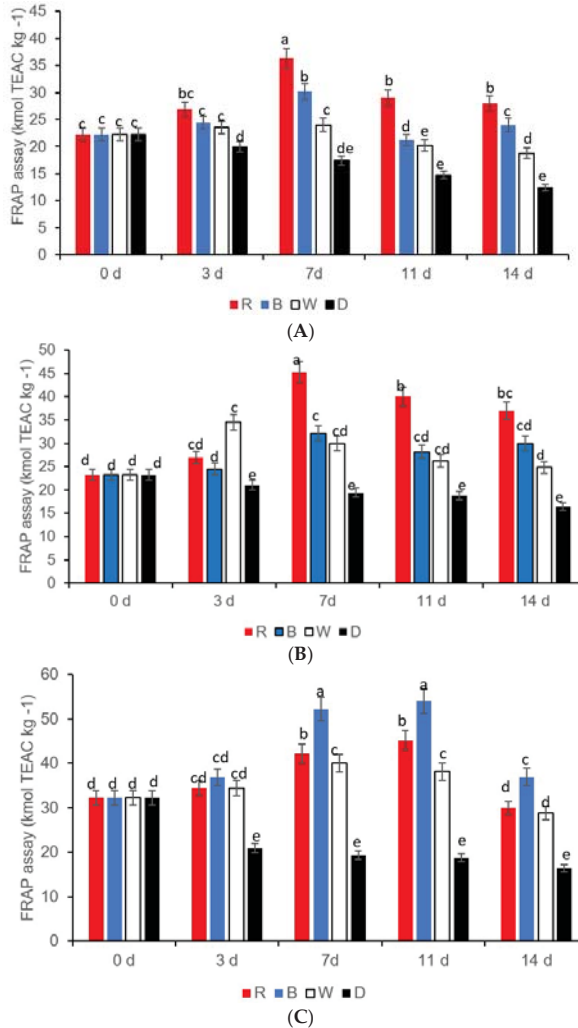 45
40
35
30
25
20
15
10
5
0
FRAP assay (kmol TEAC kg -1)
c c c c
bc c c d
a b c de
b d e e
b c d e
0 d 3 d 7d 11 d 14 d
R B W D
(A)
50
45
40
35
30
25
20
15
10
5
0
FRAP assay (kmol TEAC kg -1)
d d d d
cd cd c e
a c cd e
b cd cd e
bc cd d e
0 d 3 d 7d 11 d 14 d
R B W D
(B)
60
50
40
30
20
10
0
FRAP assay (kmol TEAC kg -1)
d d d d
cd cd cd e
b a c e
b a c e
d c d e
0 d 3 d 7d 11 d 14 d
R B W D
(C)